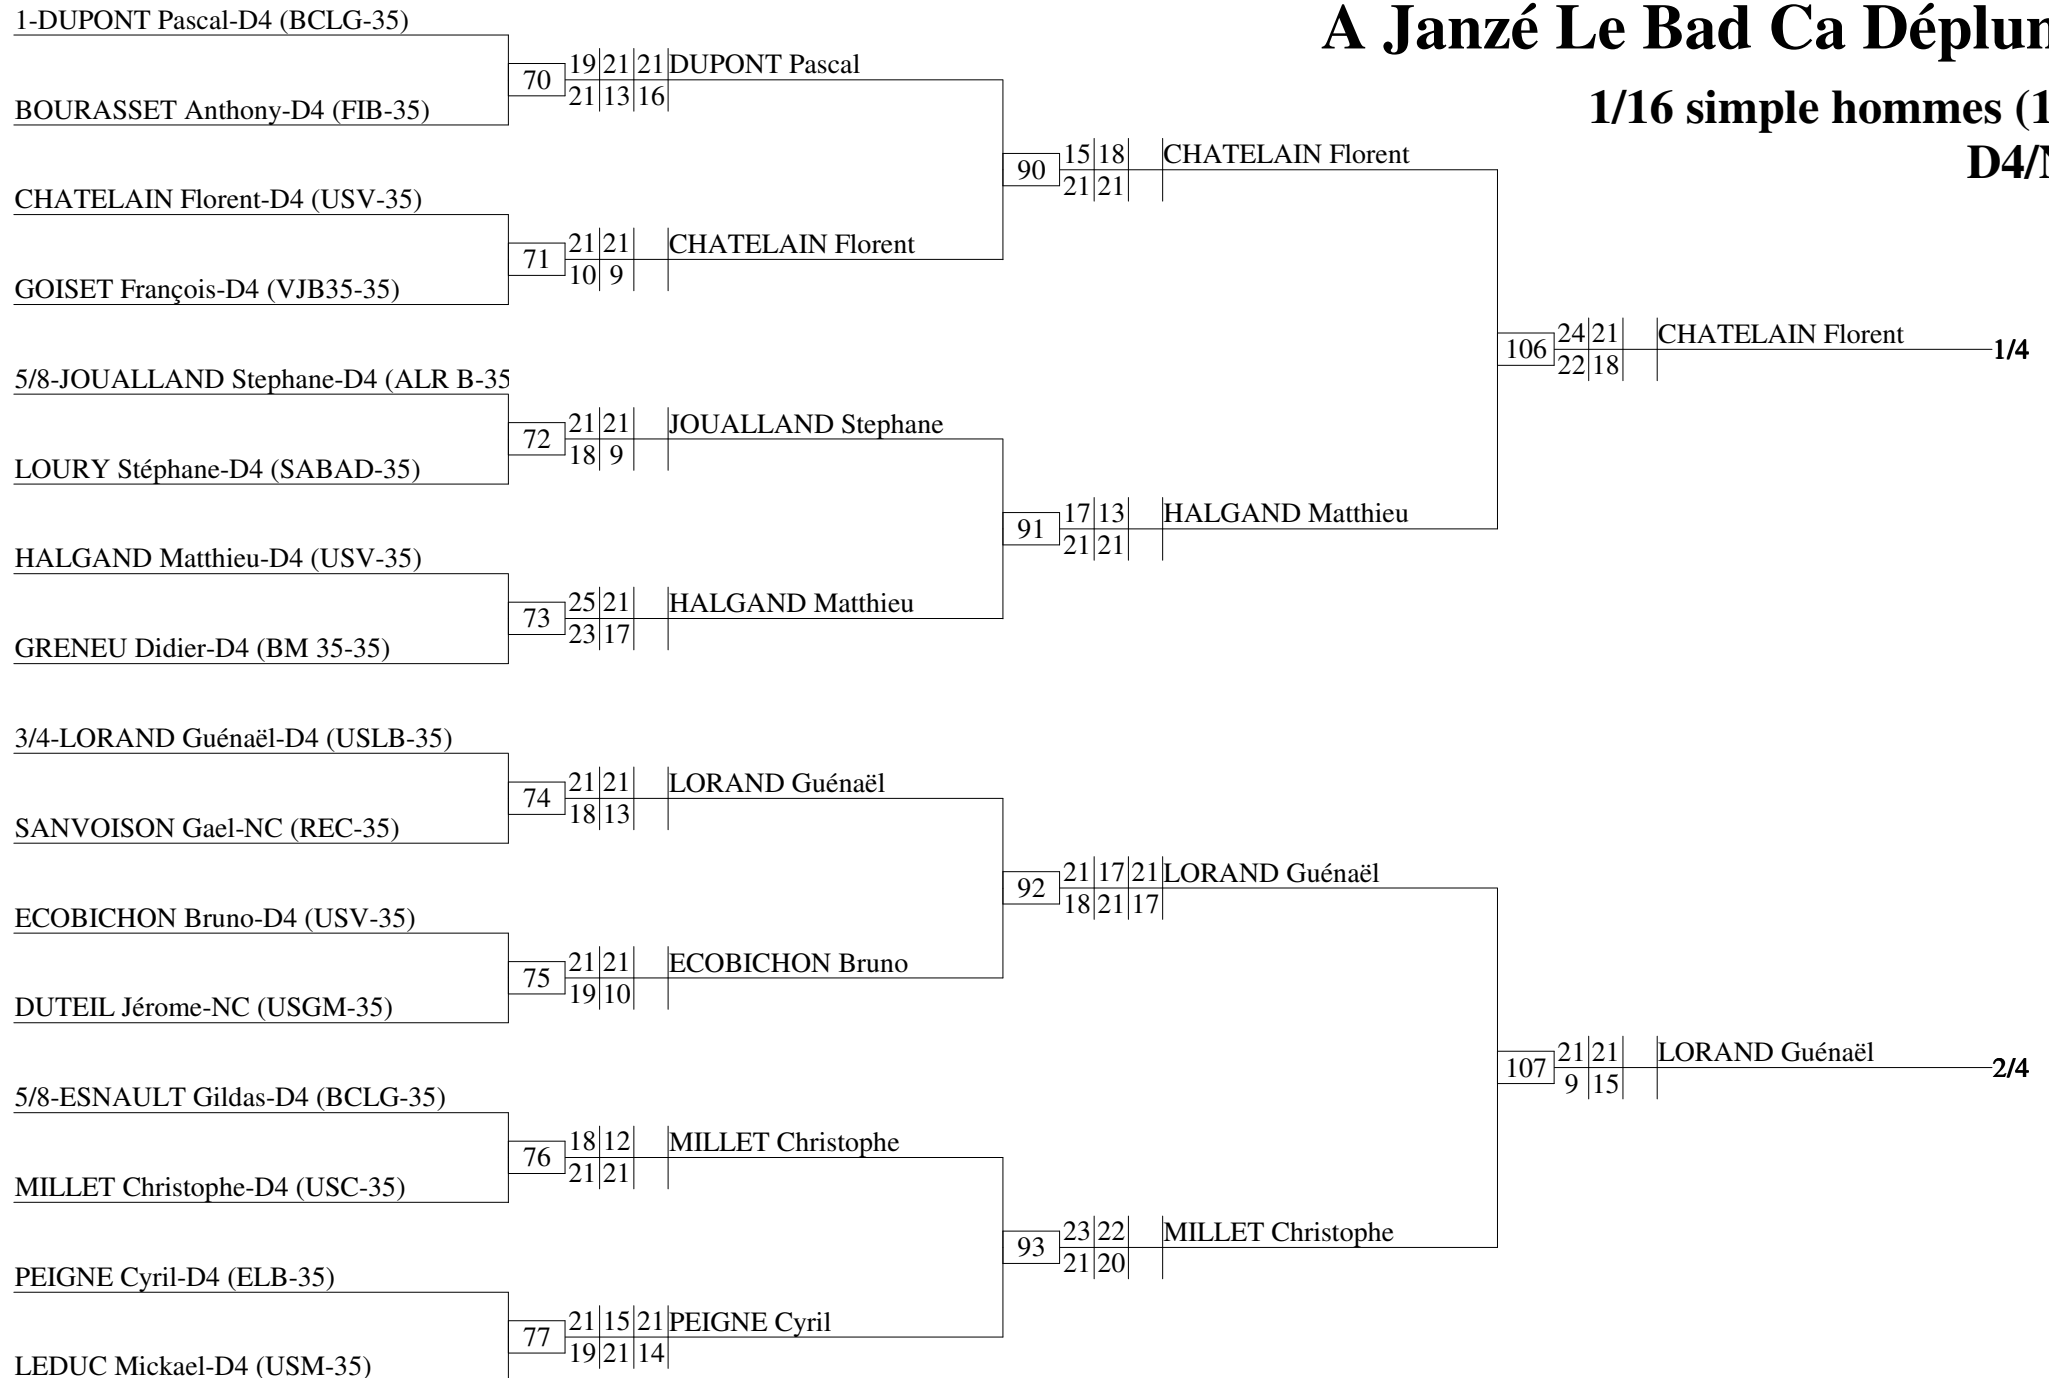 A Janzé Le Bad Ca Déplun
1/16 simple hommes (1
D4/N
1-DUPONT Pascal-D4 (BCLG-35)
BOURASSET Anthony-D4 (FIB-35)
70 19 21 21 DUPONT Pascal
21 13 16
CHATELAIN Florent-D4 (USV-35)
GOISET François-D4 (VJB35-35)
71 21 21 CHATELAIN Florent
10 9
90 15 18 CHATELAIN Florent
21 21
5/8-JOUALLAND Stephane-D4 (ALR B-35
LOURY Stéphane-D4 (SABAD-35)
72 21 21 JOUALLAND Stephane
18 9
HALGAND Matthieu-D4 (USV-35)
GRENEU Didier-D4 (BM 35-35)
73 25 21 HALGAND Matthieu
23 17
91 17 13 HALGAND Matthieu
21 21
106 24 21 CHATELAIN Florent 1/4
22 18
3/4-LORAND Guénaël-D4 (USLB-35)
SANVOISON Gael-NC (REC-35)
74 21 21 LORAND Guénaël
18 13
ECOBICHON Bruno-D4 (USV-35)
DUTEIL Jérome-NC (USGM-35)
75 21 21 ECOBICHON Bruno
19 10
92 21 17 21 LORAND Guénaël
18 21 17
5/8-ESNAULT Gildas-D4 (BCLG-35)
MILLET Christophe-D4 (USC-35)
76 18 12 MILLET Christophe
21 21
PEIGNE Cyril-D4 (ELB-35)
LEDUC Mickael-D4 (USM-35)
77 21 15 21 PEIGNE Cyril
19 21 14
93 23 22 MILLET Christophe
21 20
107 21 21 LORAND Guénaël 2/4
9 15